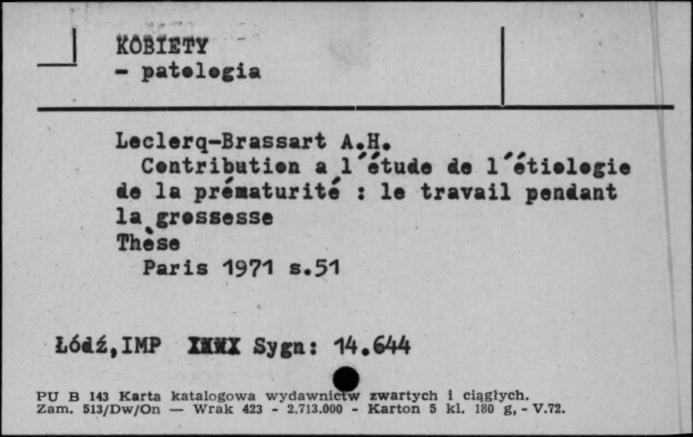 KOBIETY
- patologia
Leclerq-Brassart A.H.
Contribution a l´étude de l´étiologie
de la prématurité : le travail pendant
la grossesse
Thèse
Paris 1971 s.51
Łódź,IMP Sygn: 14.644
PU B 143 Karta katalogowa wydawnictw zwartych i ciągłych.
Zam. 513/Dw/On — Wrak 423 - 2.713.000 - Karton 5 kl. 180 g, - V.72.